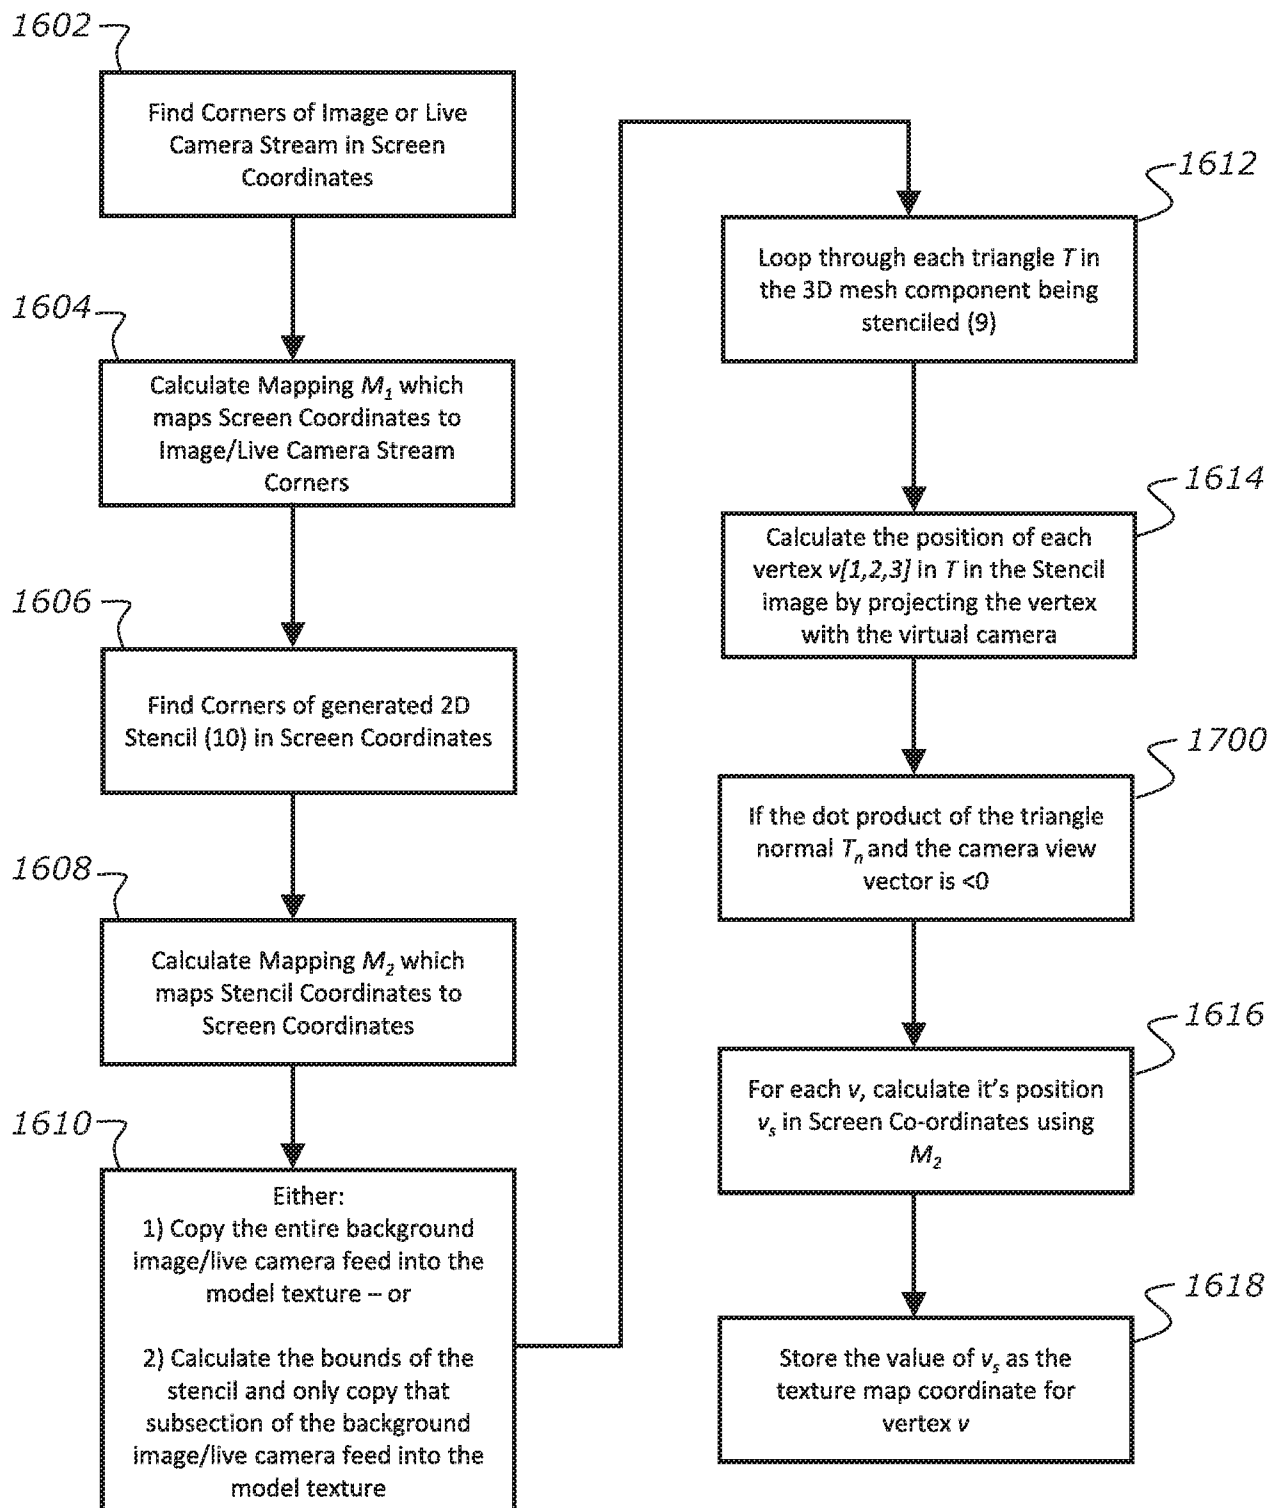 1602
Find Corners of Image or Live
Camera Stream in Screen
Coordinates
1604
Calculate Mapping M₁ which
maps Screen Coordinates to
Image/Live Camera Stream
Corners
1606
Find Corners of generated 2D
Stencil (10) in Screen Coordinates
1608
Calculate Mapping M₂ which
maps Stencil Coordinates to
Screen Coordinates
1610
Either:
1) Copy the entire background
image/live camera feed into the
model texture – or
2) Calculate the bounds of the
stencil and only copy that
subsection of the background
image/live camera feed into the
model texture
1612
Loop through each triangle T in
the 3D mesh component being
stenciled (9)
1614
Calculate the position of each
vertex v[1,2,3] in T in the Stencil
image by projecting the vertex
with the virtual camera
1700
If the dot product of the triangle
normal Tₙ and the camera view
vector is <0
1616
For each v, calculate it's position
vₛ in Screen Co-ordinates using
M₂
1618
Store the value of vₛ as the
texture map coordinate for
vertex v